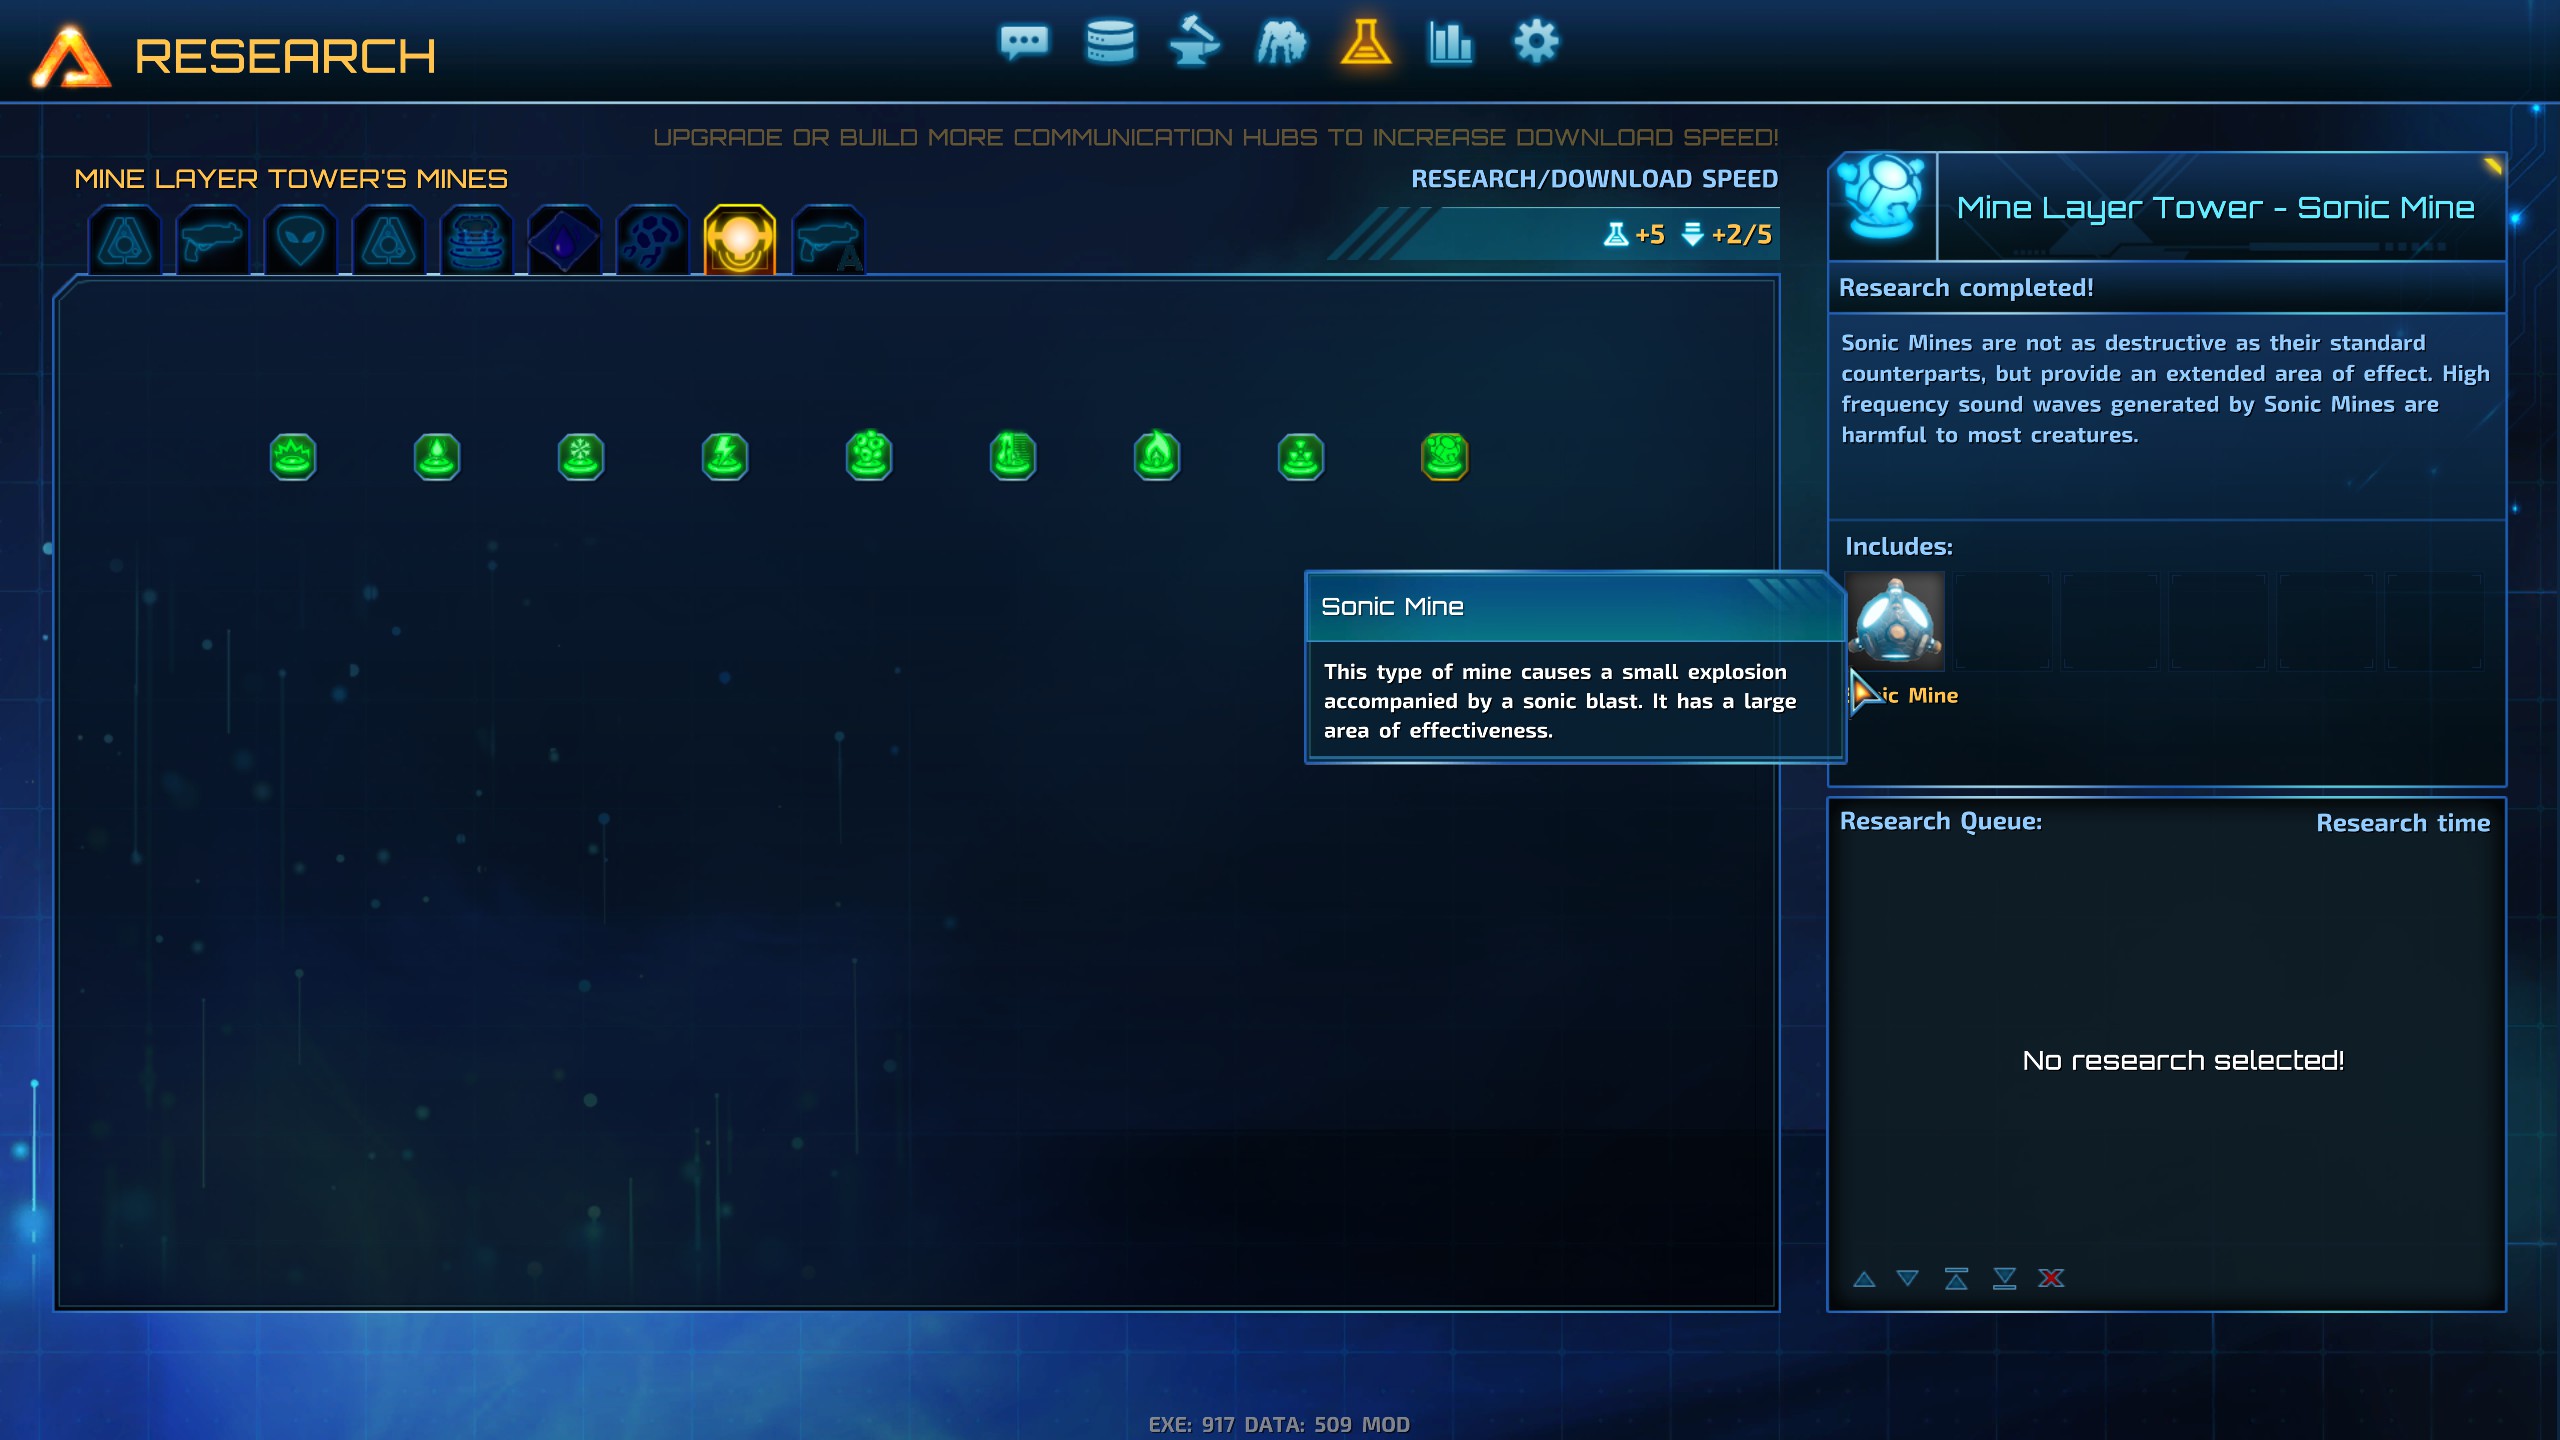 RESEARCH
UPGRADE OR BUILD MORE COMMUNICATION HUBS TO INCREASE DOWNLOAD SPEED!
MINE LAYER TOWER'S MINES
RESEARCH/DOWNLOAD SPEED
+5 +2/5
A
Mine Layer Tower - Sonic Mine
Research completed!
Sonic Mines are not as destructive as their standard
counterparts, but provide an extended area of effect. High
frequency sound waves generated by Sonic Mines are
harmful to most creatures.
Includes:
Sonic Mine
This type of mine causes a small explosion
accompanied by a sonic blast. It has a large
area of effectiveness.
Mine
Research Queue:
Research time
No research selected!
EXE: 917 DATA: 509 MOD